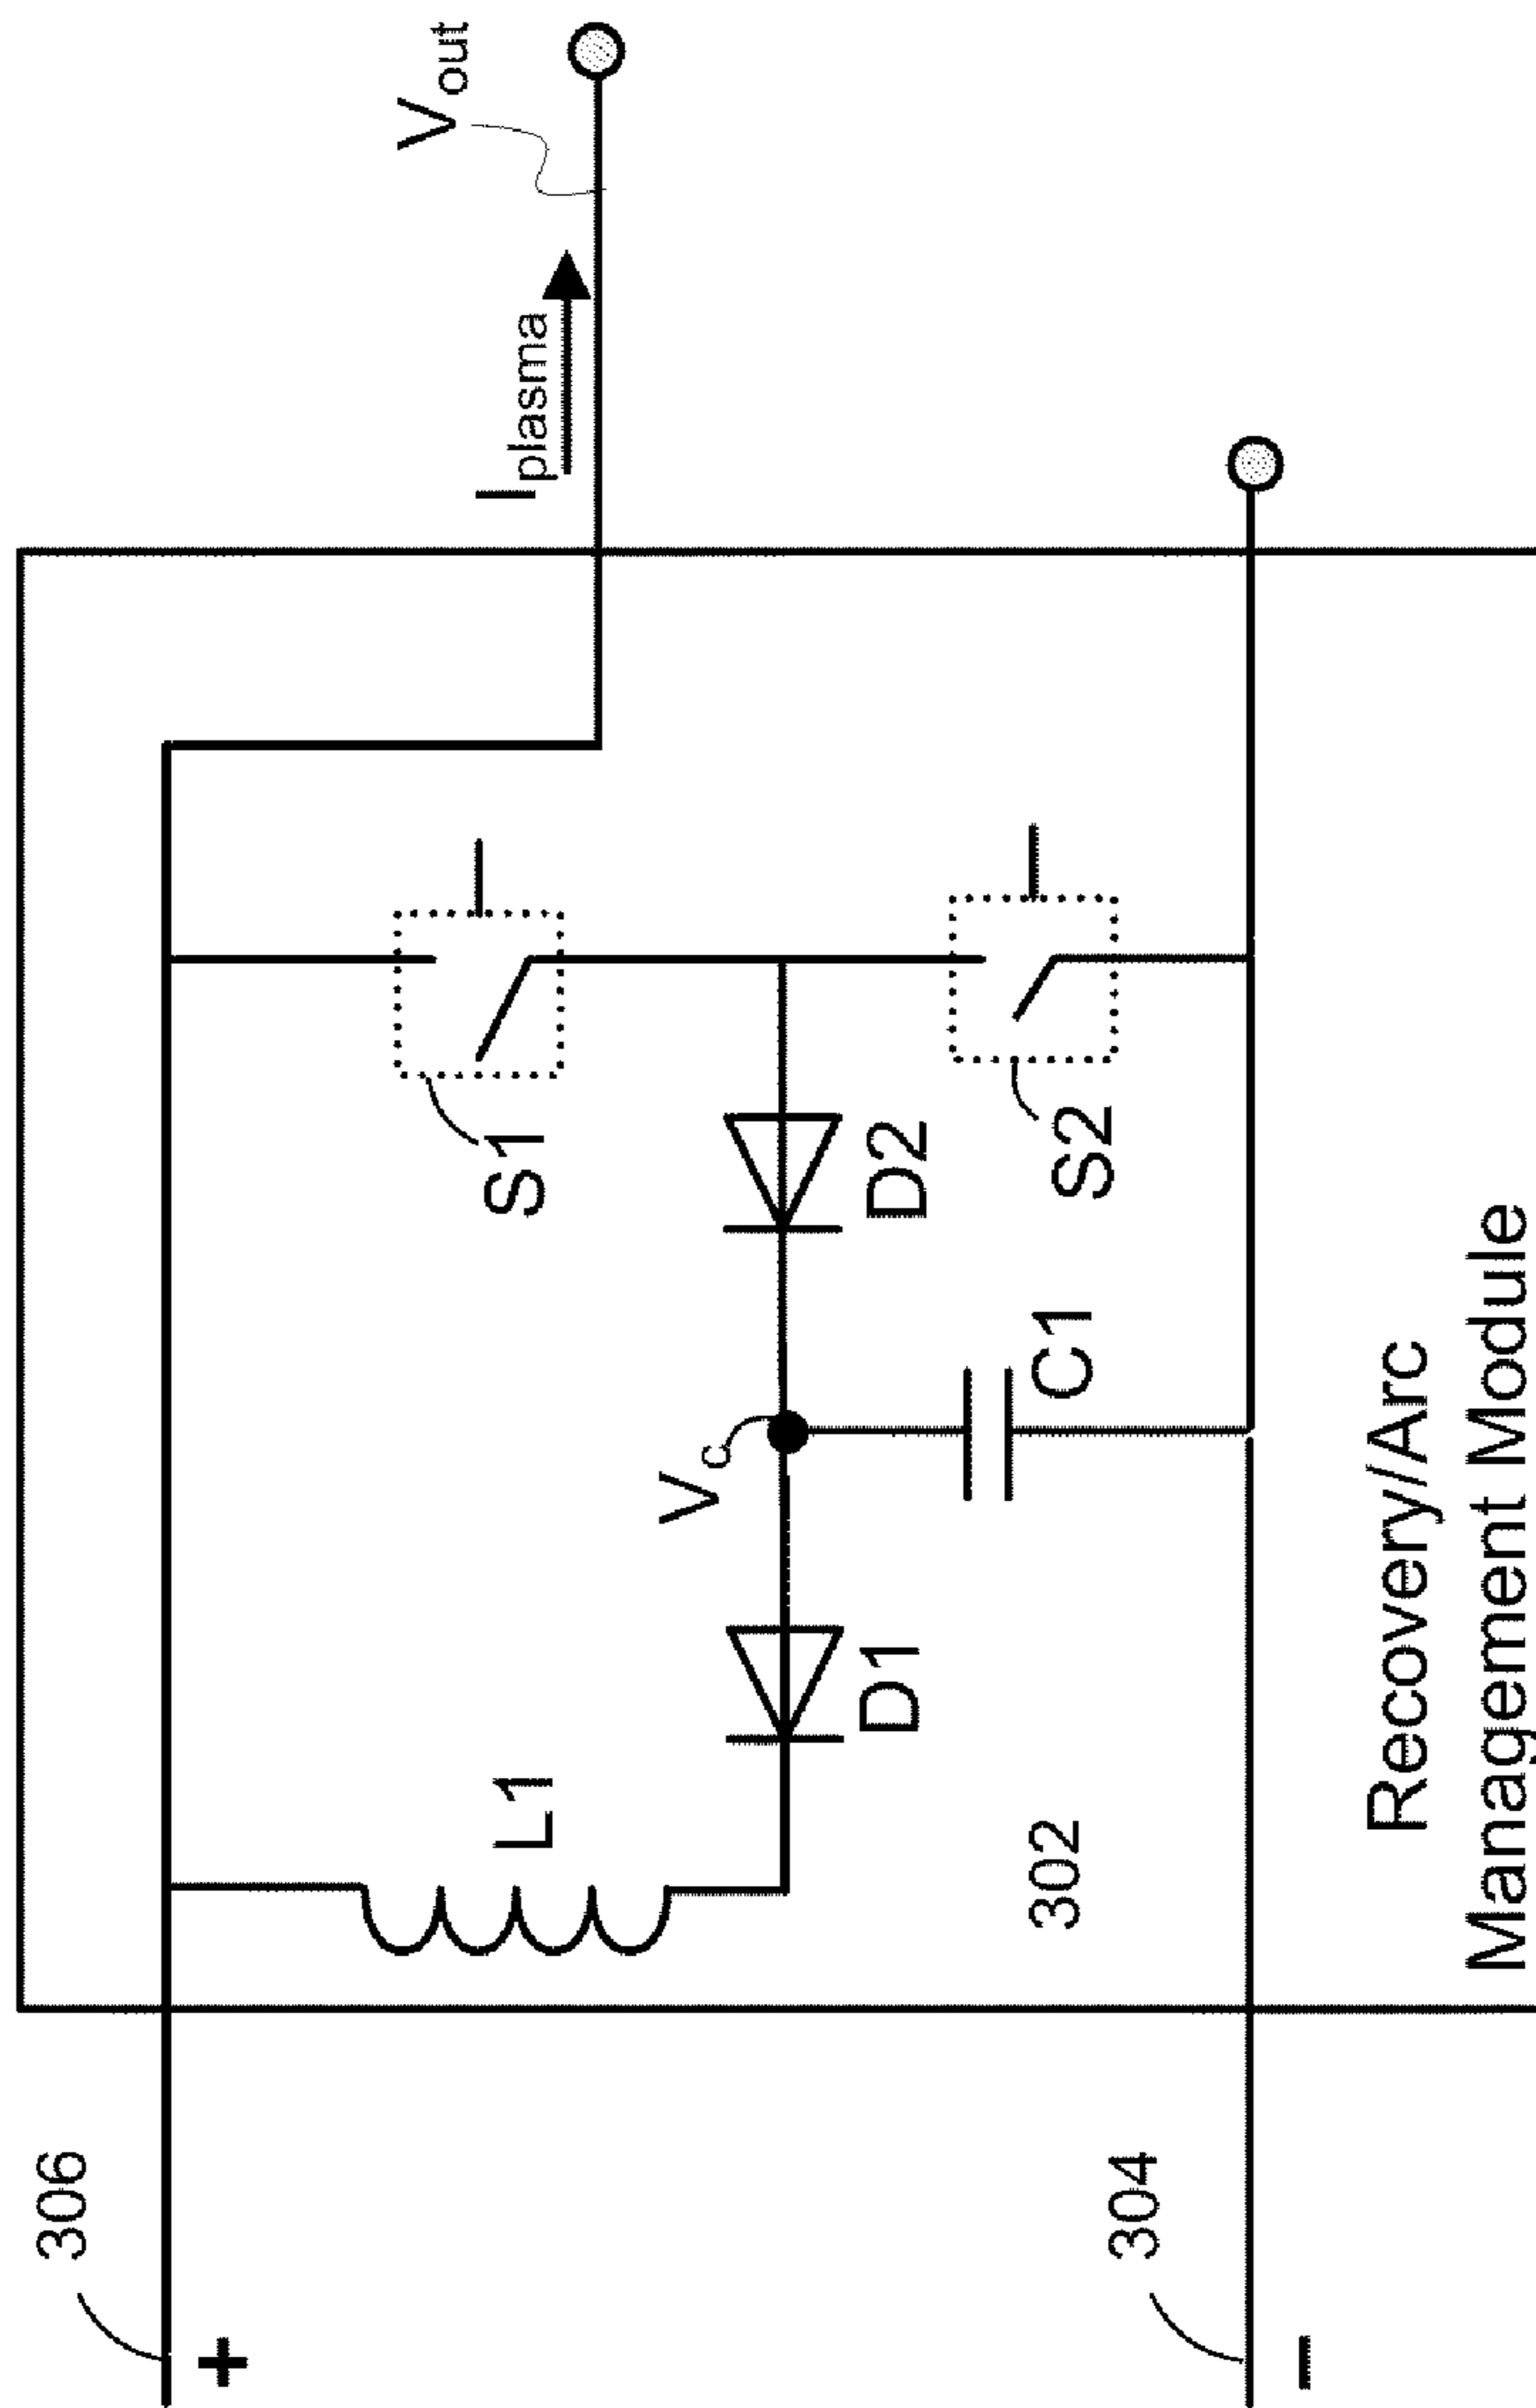 306
+
304
−
L1
302
D1
V_c
C1
D2
S1
S2
I_plasma
V_out
Recovery/Arc
Management Module